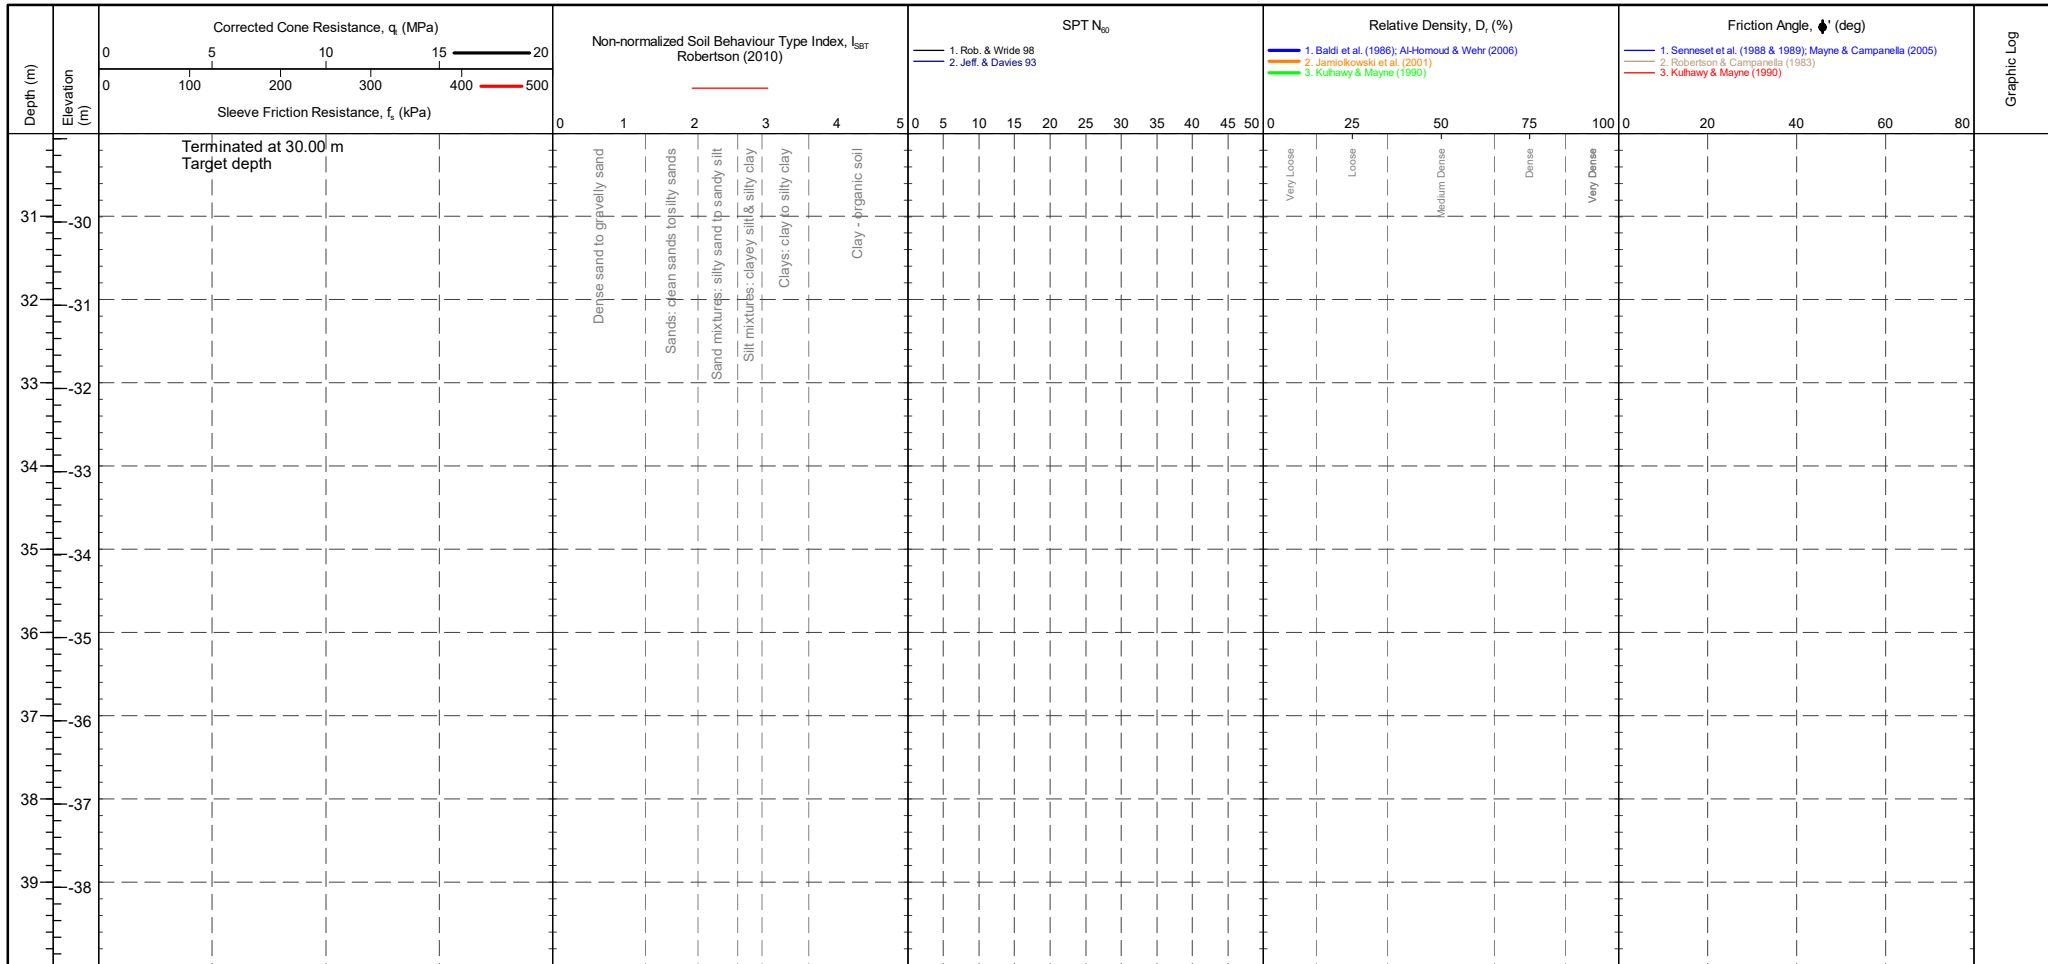 Depth (m)
Elevation
(m)
Corrected Cone Resistance, qt (MPa)
0 5 10 15 20
0 100 200 300 400 500
Sleeve Friction Resistance, fs (kPa)
Non-normalized Soil Behaviour Type Index, ISBT
Robertson (2010)
0 1 2 3 4 5
SPT N60
1. Rob. & Wride 98
2. Jeff. & Davies 93
0 5 10 15 20 25 30 35 40 45 50
Relative Density, Dr (%)
1. Baldi et al. (1986); Al-Homoud & Wehr (2006)
2. Jamiolkowski et al. (2001)
3. Kulhawy & Mayne (1990)
0 25 50 75 100
Friction Angle, ϕ' (deg)
1. Senneset et al. (1988 & 1989); Mayne & Campanella (2005)
2. Robertson & Campanella (1983)
3. Kulhawy & Mayne (1990)
0 20 40 60 80
Graphic Log
Terminated at 30.00 m
Target depth
Dense sand to gravelly sand
Sands: clean sands to silty sands
Sand mixtures: silty sand to sandy silt
Silt mixtures: clayey silt & silty clay
Clays: clay to silty clay
Clay - organic soil
Very Loose
Loose
Medium Dense
Dense
Very Dense
31 -30
32 -31
33 -32
34 -33
35 -34
36 -35
37 -36
38 -37
39 -38